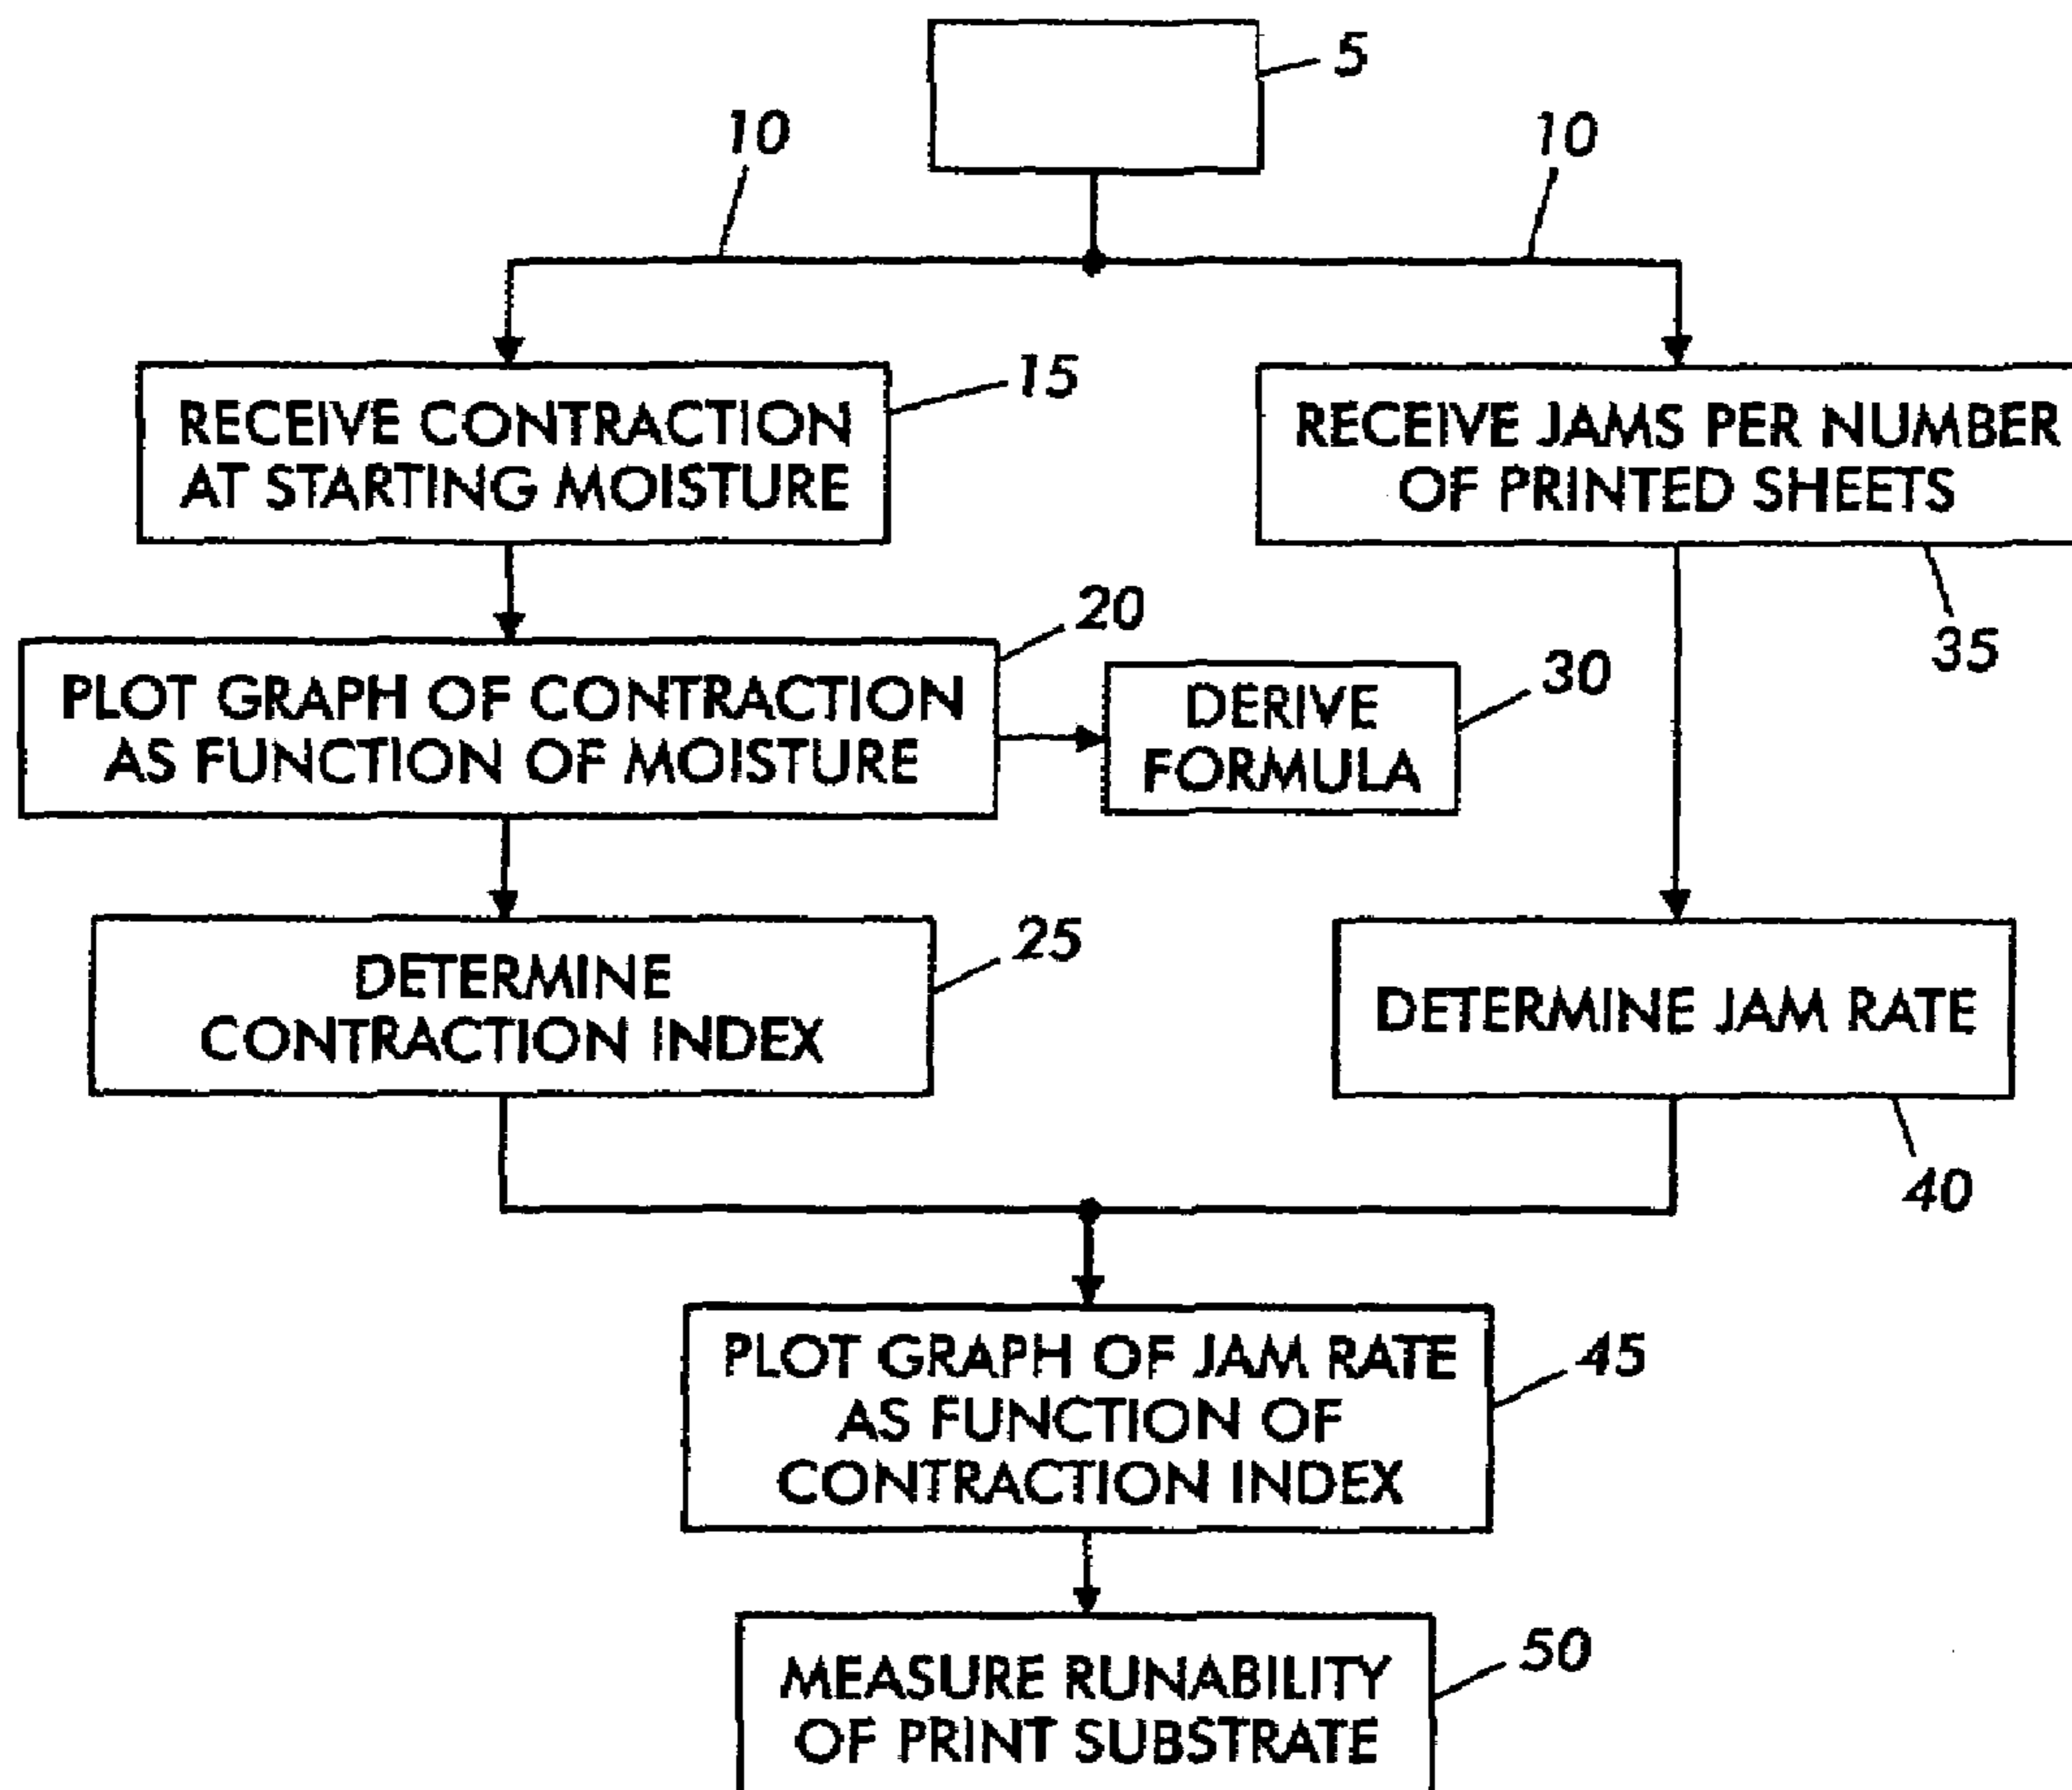 5
10
10
RECEIVE CONTRACTION
AT STARTING MOISTURE
15
RECEIVE JAMS PER NUMBER
OF PRINTED SHEETS
35
PLOT GRAPH OF CONTRACTION
AS FUNCTION OF MOISTURE
20
DERIVE
FORMULA
30
DETERMINE
CONTRACTION INDEX
25
DETERMINE JAM RATE
40
PLOT GRAPH OF JAM RATE
AS FUNCTION OF
CONTRACTION INDEX
45
MEASURE RUNABILITY
OF PRINT SUBSTRATE
50